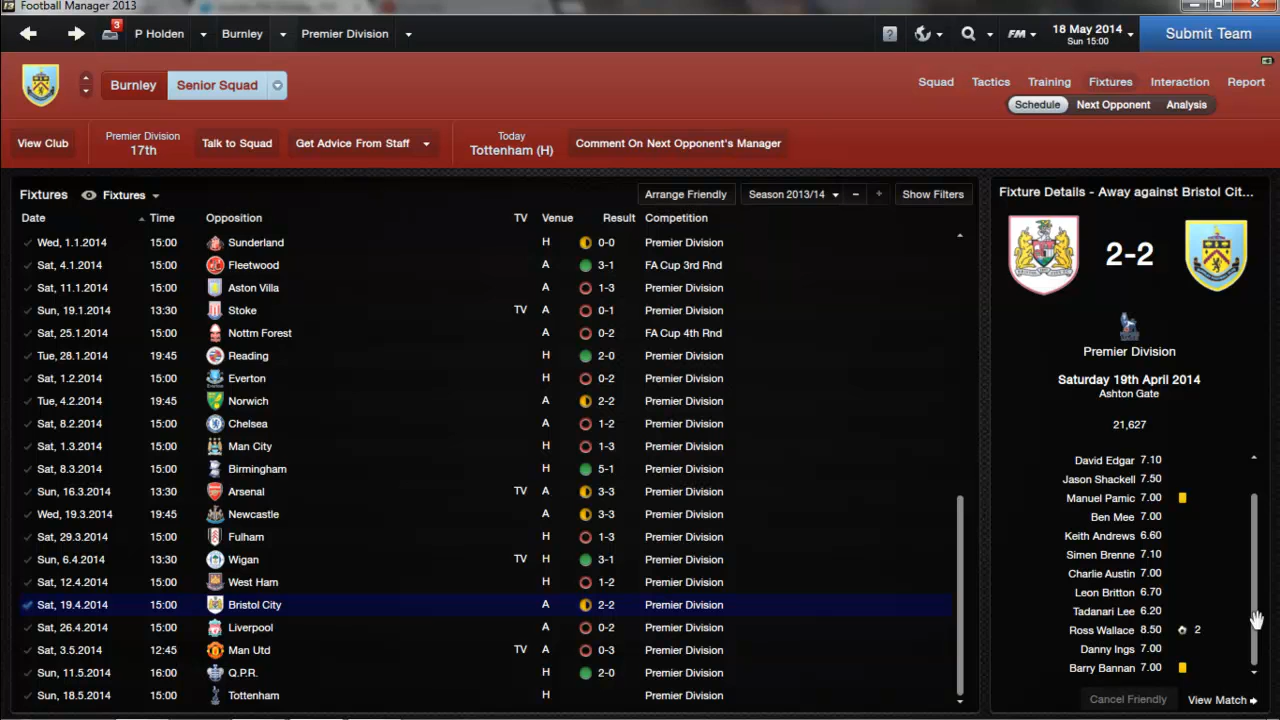 Football Manager 2013
3
P Holden
Burnley
Premier Division
FM
18 May 2014
Sun 15:00
Submit Team
Burnley
Senior Squad
Squad
Tactics
Training
Fixtures
Interaction
Report
Schedule
Next Opponent
Analysis
View Club
Premier Division
17th
Talk to Squad
Get Advice From Staff
Today
Tottenham (H)
Comment On Next Opponent's Manager
Fixtures Fixtures
Arrange Friendly
Season 2013/14
- +
Show Filters
Date Time Opposition TV Venue Result Competition
Wed, 1.1.2014 15:00 Sunderland H 0-0 Premier Division
Sat, 4.1.2014 15:00 Fleetwood A 3-1 FA Cup 3rd Rnd
Sat, 11.1.2014 15:00 Aston Villa A 1-3 Premier Division
Sun, 19.1.2014 13:30 Stoke TV A 0-1 Premier Division
Sat, 25.1.2014 15:00 Nottm Forest A 0-2 FA Cup 4th Rnd
Tue, 28.1.2014 19:45 Reading H 2-0 Premier Division
Sat, 1.2.2014 15:00 Everton H 0-2 Premier Division
Tue, 4.2.2014 19:45 Norwich A 2-2 Premier Division
Sat, 8.2.2014 15:00 Chelsea A 1-2 Premier Division
Sat, 1.3.2014 15:00 Man City H 1-3 Premier Division
Sat, 8.3.2014 15:00 Birmingham H 5-1 Premier Division
Sun, 16.3.2014 13:30 Arsenal TV A 3-3 Premier Division
Wed, 19.3.2014 19:45 Newcastle A 3-3 Premier Division
Sat, 29.3.2014 15:00 Fulham H 1-3 Premier Division
Sun, 6.4.2014 13:30 Wigan TV H 3-1 Premier Division
Sat, 12.4.2014 15:00 West Ham H 1-2 Premier Division
Sat, 19.4.2014 15:00 Bristol City A 2-2 Premier Division
Sat, 26.4.2014 15:00 Liverpool A 0-2 Premier Division
Sat, 3.5.2014 12:45 Man Utd TV A 0-3 Premier Division
Sun, 11.5.2014 16:00 Q.P.R. H 2-0 Premier Division
Sun, 18.5.2014 15:00 Tottenham H Premier Division
Fixture Details - Away against Bristol Cit...
2-2
Premier Division
Saturday 19th April 2014
Ashton Gate
21,627
David Edgar 7.10
Jason Shackell 7.50
Manuel Pamic 7.00
Ben Mee 7.00
Keith Andrews 6.60
Simen Brenne 7.10
Charlie Austin 7.00
Leon Britton 6.70
Tadanari Lee 6.20
Ross Wallace 8.50 2
Danny Ings 7.00
Barry Bannan 7.00
Cancel Friendly
View Match